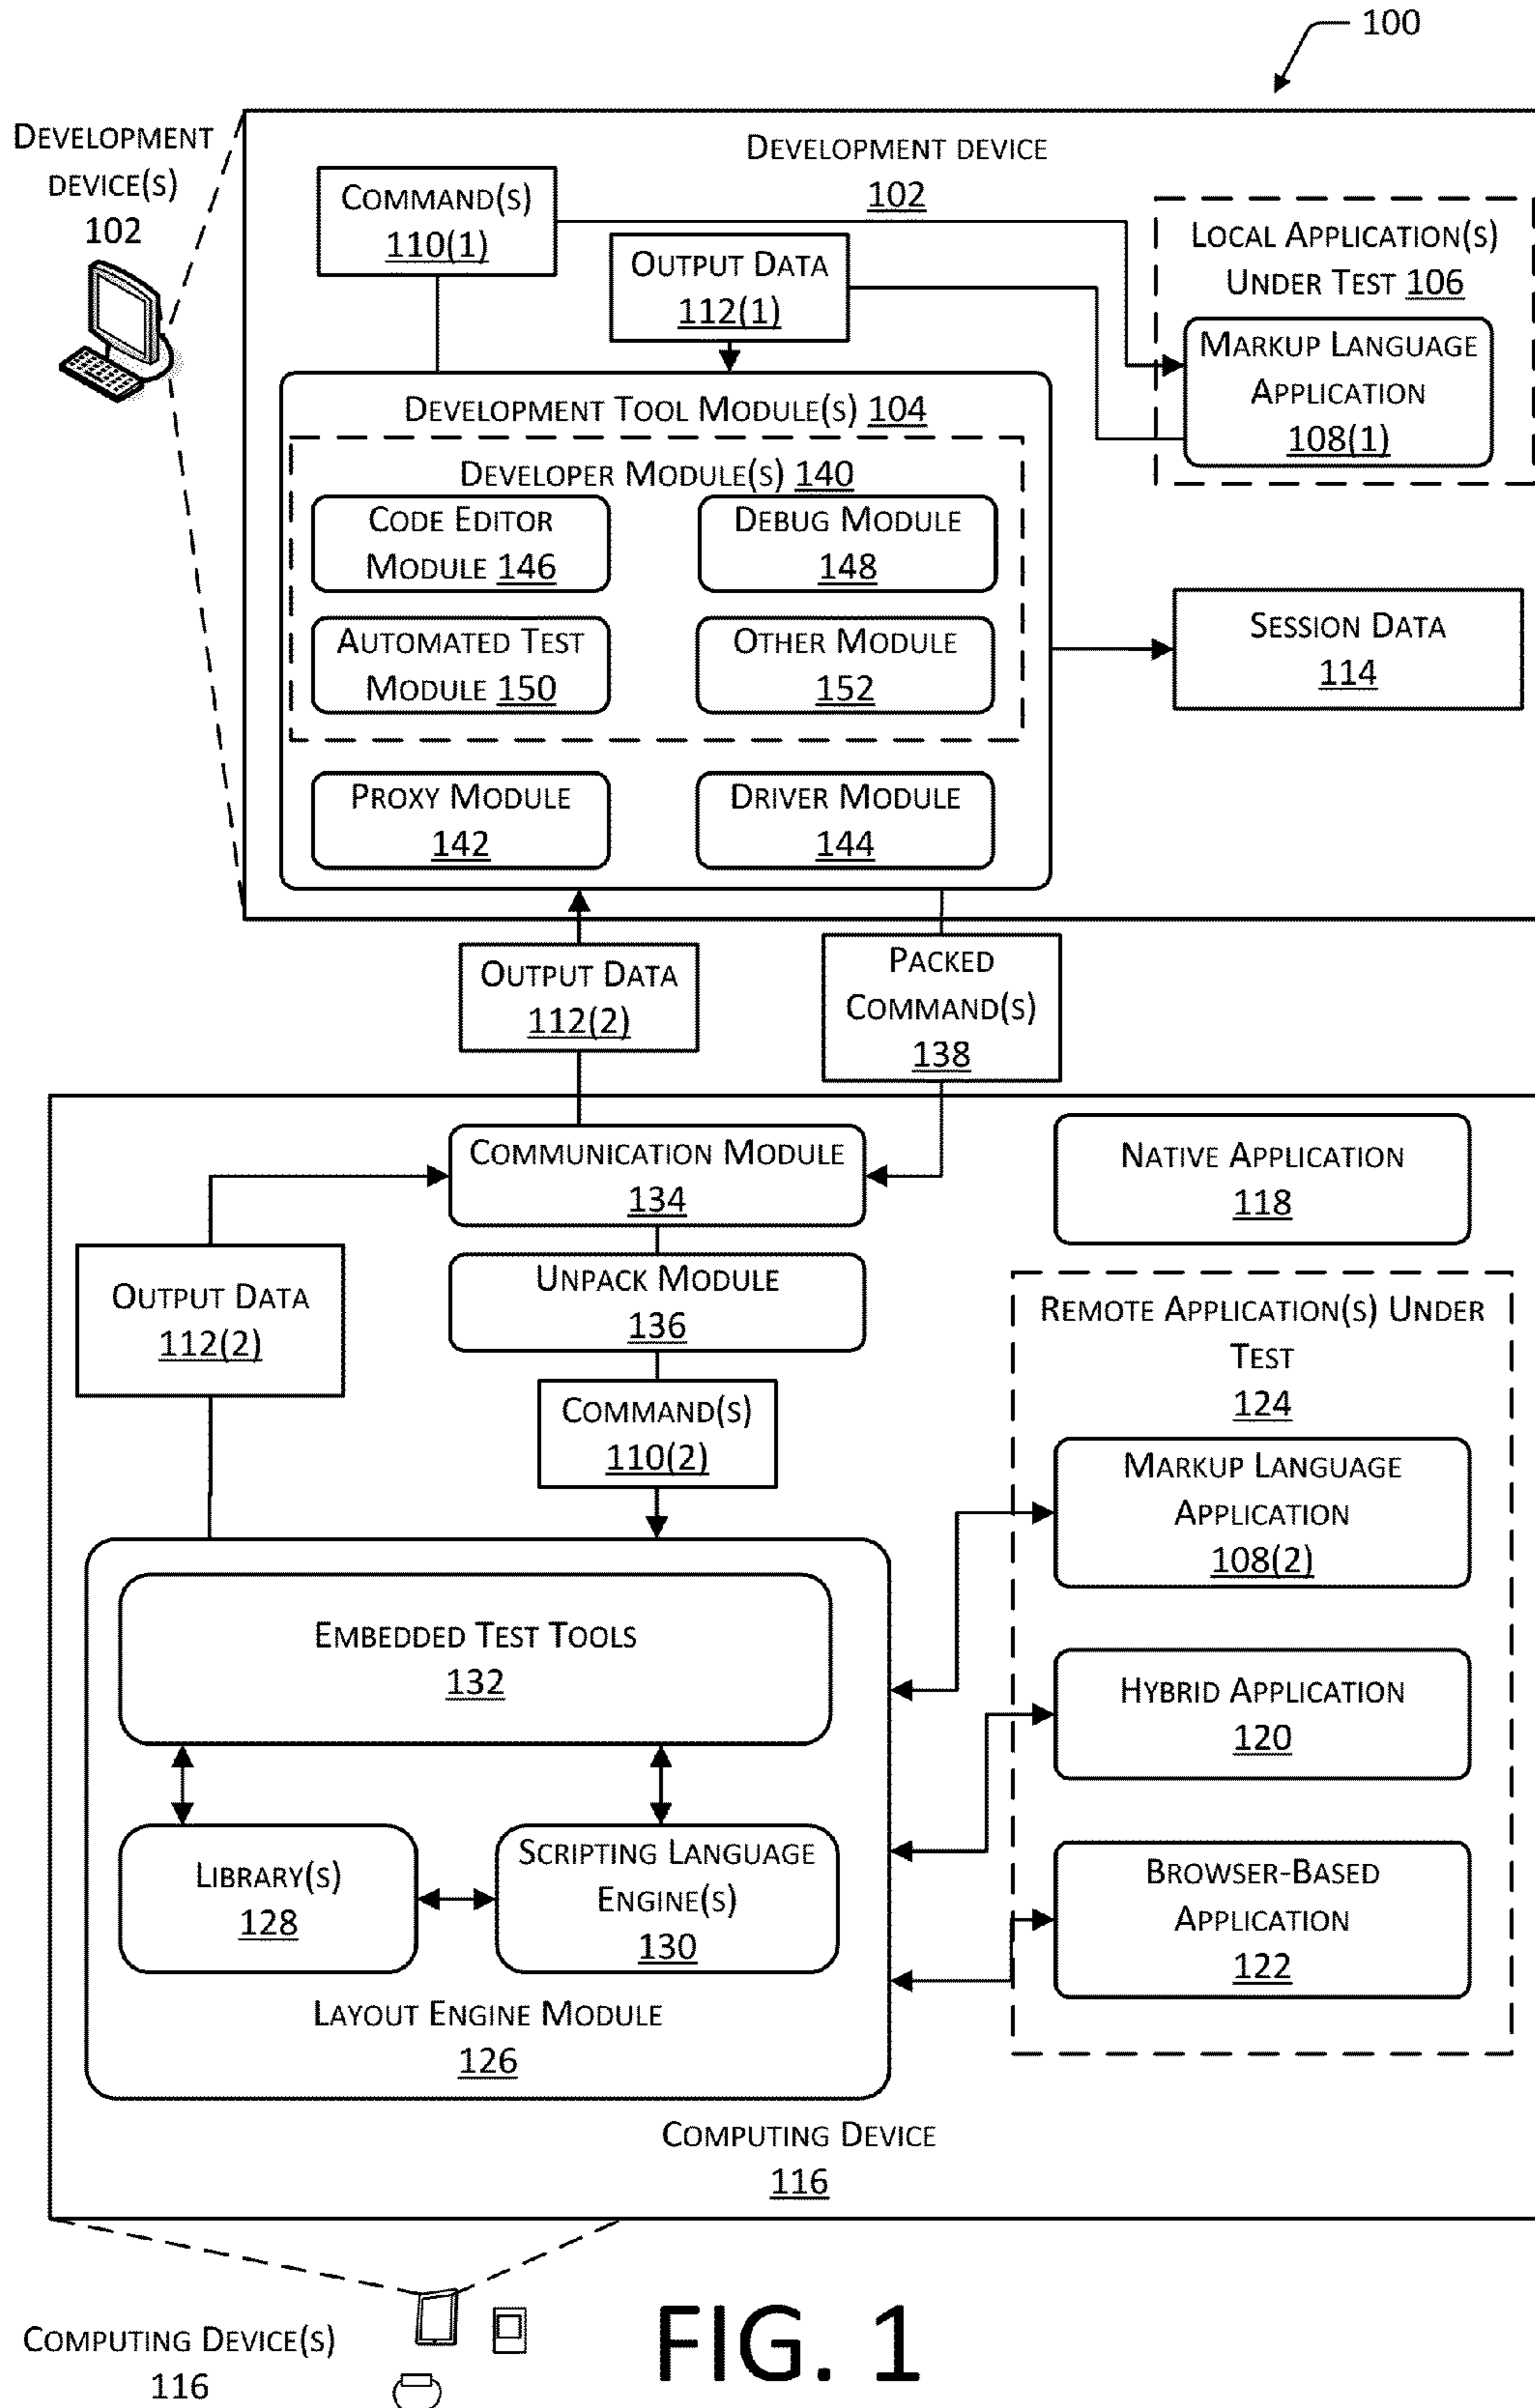 100
DEVELOPMENT
DEVICE(S)
102
DEVELOPMENT DEVICE
102
COMMAND(S)
110(1)
OUTPUT DATA
112(1)
LOCAL APPLICATION(S)
UNDER TEST 106
MARKUP LANGUAGE
APPLICATION
108(1)
DEVELOPMENT TOOL MODULE(S) 104
DEVELOPER MODULE(S) 140
CODE EDITOR
MODULE 146
DEBUG MODULE
148
AUTOMATED TEST
MODULE 150
OTHER MODULE
152
SESSION DATA
114
PROXY MODULE
142
DRIVER MODULE
144
OUTPUT DATA
112(2)
PACKED
COMMAND(S)
138
COMMUNICATION MODULE
134
NATIVE APPLICATION
118
OUTPUT DATA
112(2)
UNPACK MODULE
136
COMMAND(S)
110(2)
REMOTE APPLICATION(S) UNDER
TEST
124
MARKUP LANGUAGE
APPLICATION
108(2)
EMBEDDED TEST TOOLS
132
HYBRID APPLICATION
120
LIBRARY(S)
128
SCRIPTING LANGUAGE
ENGINE(S)
130
BROWSER-BASED
APPLICATION
122
LAYOUT ENGINE MODULE
126
COMPUTING DEVICE
116
COMPUTING DEVICE(S)
116
FIG. 1